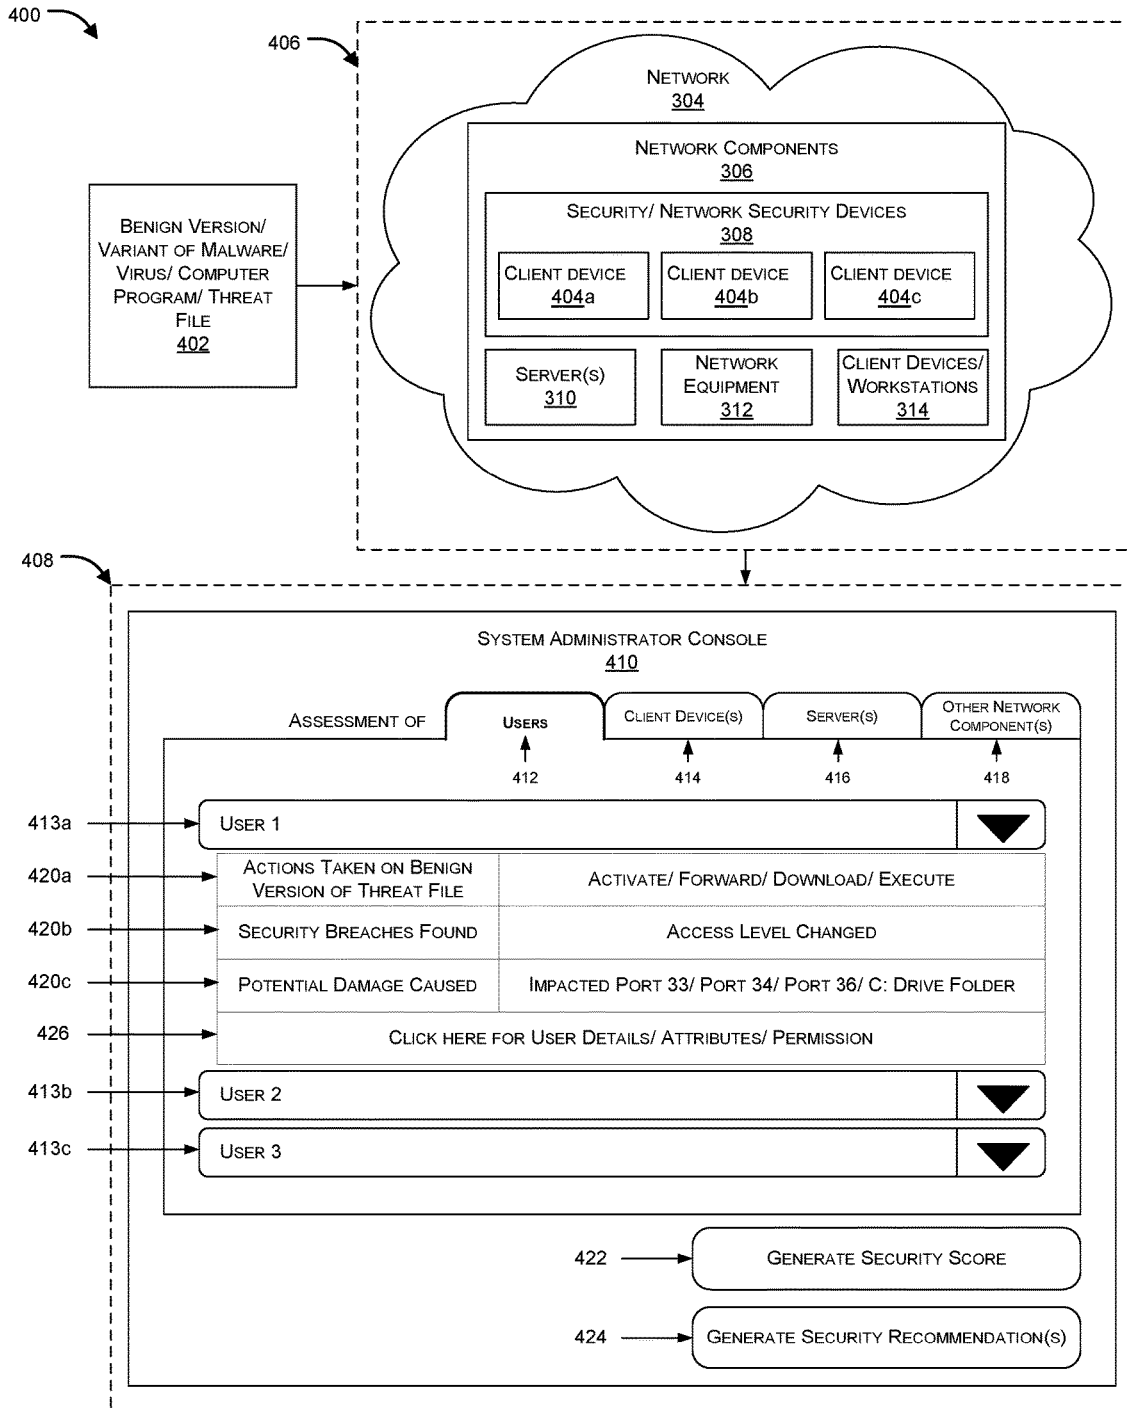 400
406
NETWORK
304
NETWORK COMPONENTS
306
SECURITY/ NETWORK SECURITY DEVICES
308
CLIENT DEVICE
404a
CLIENT DEVICE
404b
CLIENT DEVICE
404c
SERVER(S)
310
NETWORK
EQUIPMENT
312
CLIENT DEVICES/
WORKSTATIONS
314
BENIGN VERSION/
VARIANT OF MALWARE/
VIRUS/ COMPUTER
PROGRAM/ THREAT
FILE
402
408
SYSTEM ADMINISTRATOR CONSOLE
410
ASSESSMENT OF
USERS
CLIENT DEVICE(S)
SERVER(S)
OTHER NETWORK
COMPONENT(S)
412
414
416
418
413a
USER 1
420a
ACTIONS TAKEN ON BENIGN
VERSION OF THREAT FILE
ACTIVATE/ FORWARD/ DOWNLOAD/ EXECUTE
420b
SECURITY BREACHES FOUND
ACCESS LEVEL CHANGED
420c
POTENTIAL DAMAGE CAUSED
IMPACTED PORT 33/ PORT 34/ PORT 36/ C: DRIVE FOLDER
426
CLICK HERE FOR USER DETAILS/ ATTRIBUTES/ PERMISSION
413b
USER 2
413c
USER 3
422
GENERATE SECURITY SCORE
424
GENERATE SECURITY RECOMMENDATION(S)